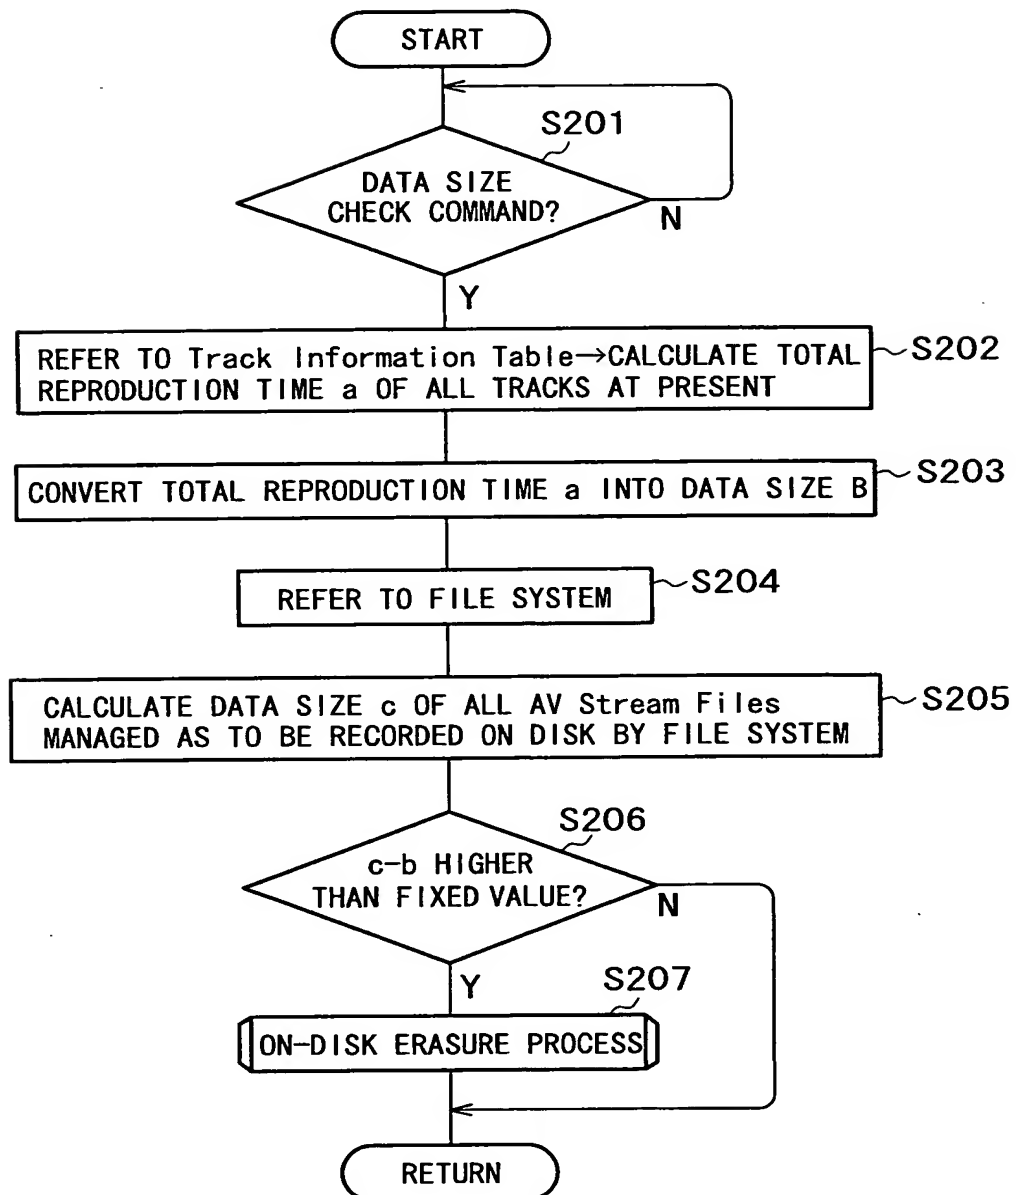 START
S201
DATA SIZE
CHECK COMMAND?
N
Y
REFER TO Track Information Table→CALCULATE TOTAL
REPRODUCTION TIME a OF ALL TRACKS AT PRESENT
S202
CONVERT TOTAL REPRODUCTION TIME a INTO DATA SIZE B
S203
REFER TO FILE SYSTEM
S204
CALCULATE DATA SIZE c OF ALL AV Stream Files
MANAGED AS TO BE RECORDED ON DISK BY FILE SYSTEM
S205
S206
c-b HIGHER
THAN FIXED VALUE?
N
Y
S207
ON-DISK ERASURE PROCESS
RETURN